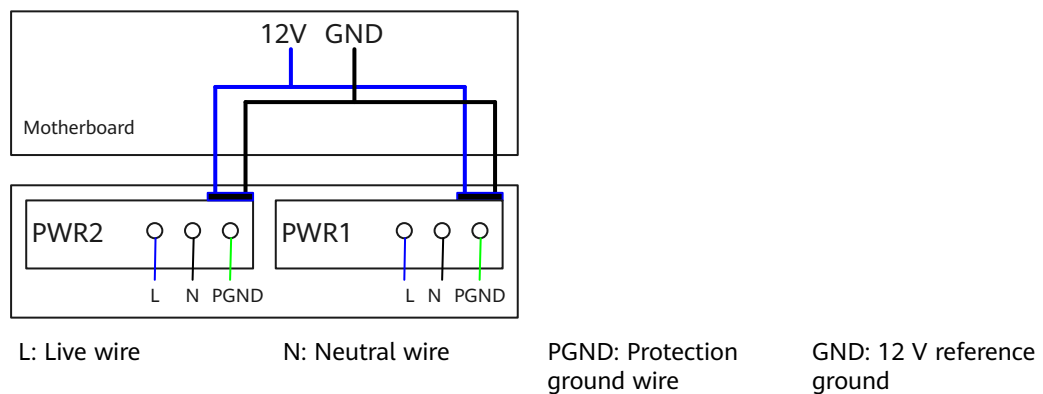 12V GND
Motherboard
PWR2 PWR1
L N PGND L N PGND
L: Live wire N: Neutral wire PGND: Protection ground wire GND: 12 V reference ground